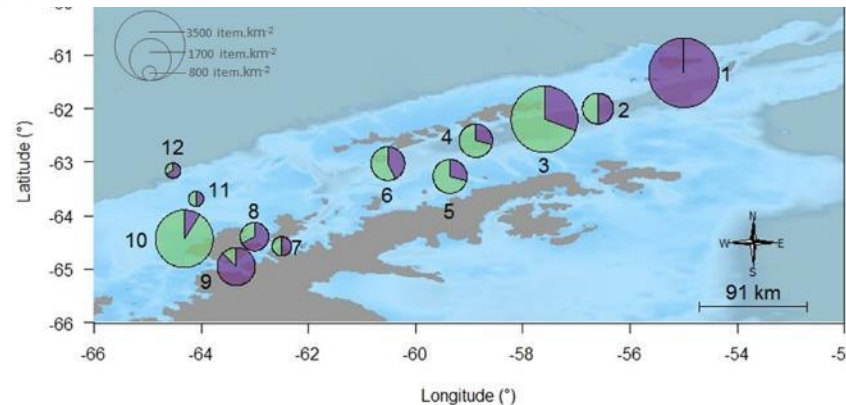 3500 item.km-2
1700 item.km-2
800 item.km-2
-61
-62
-63
-64
-65
-66
Latitude (°)
1
2
3
4
5
6
7
8
9
10
11
12
N
W E
S
91 km
-66 -64 -62 -60 -58 -56 -54
Longitude (°)